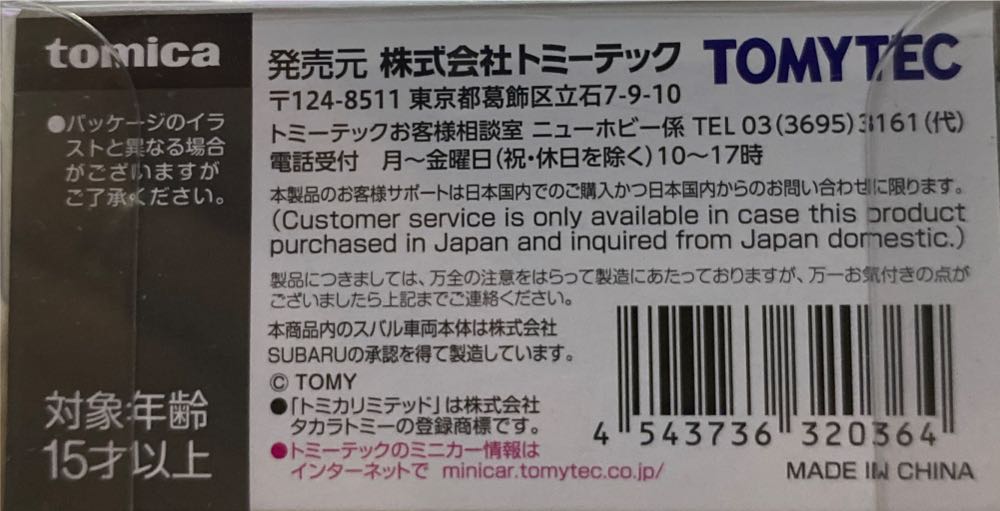 tomica
●パッケージのイラ
ストと異なる場合
がございますが
ご了承ください。
対象年齢
15才以上
発売元 株式会社トミーテック TOMYTEC
〒124-8511 東京都葛飾区立石7-9-10
トミーテックお客様相談室 ニューホビー係 TEL 03(3695)3161(代)
電話受付 月〜金曜日(祝・休日を除く)10〜17時
本製品のお客様サポートは日本国内でのご購入かつ日本国内からのお問い合わせに限ります。
(Customer service is only available in case this product
purchased in Japan and inquired from Japan domestic.)
製品につきましては、万全の注意をはらって製造にあたっておりますが、万一お気付きの点が
ございましたら上記までご連絡ください。
本商品内のスバル車両本体は株式会社
SUBARUの承認を得て製造しています。
© TOMY
●「トミカリミテッド」は株式会社
タカラトミーの登録商標です。
●トミーテックのミニカー情報は
インターネットで minicar.tomytec.co.jp/
4 543736 320364
MADE IN CHINA